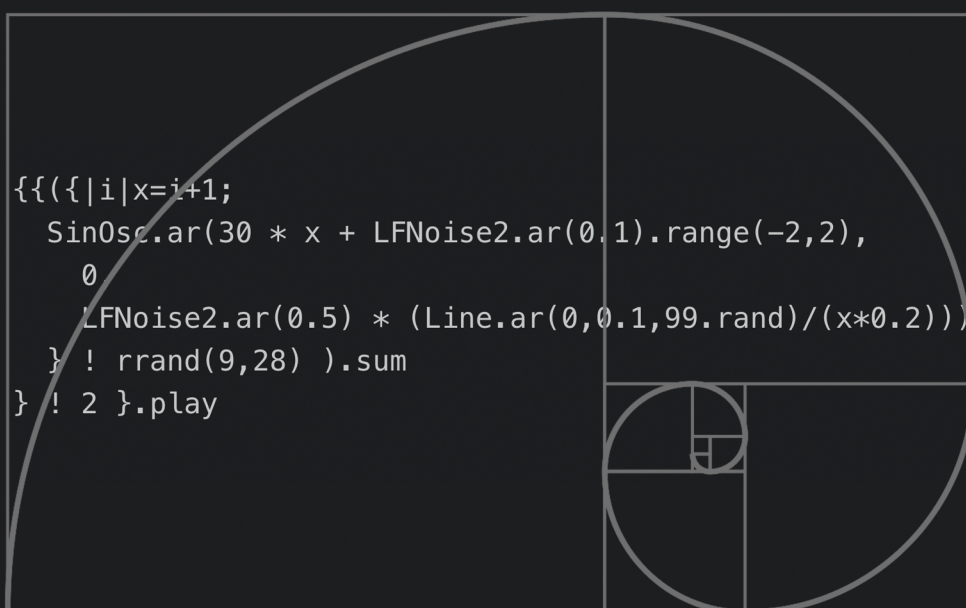 {{({|i|x=i+1;
SinOsc.ar(30 * x + LFNoise2.ar(0.1).range(-2,2),
0,
LFNoise2.ar(0.5) * (Line.ar(0,0.1,99.rand)/(x*0.2)))
} ! rrand(9,28) ).sum
} ! 2 }.play